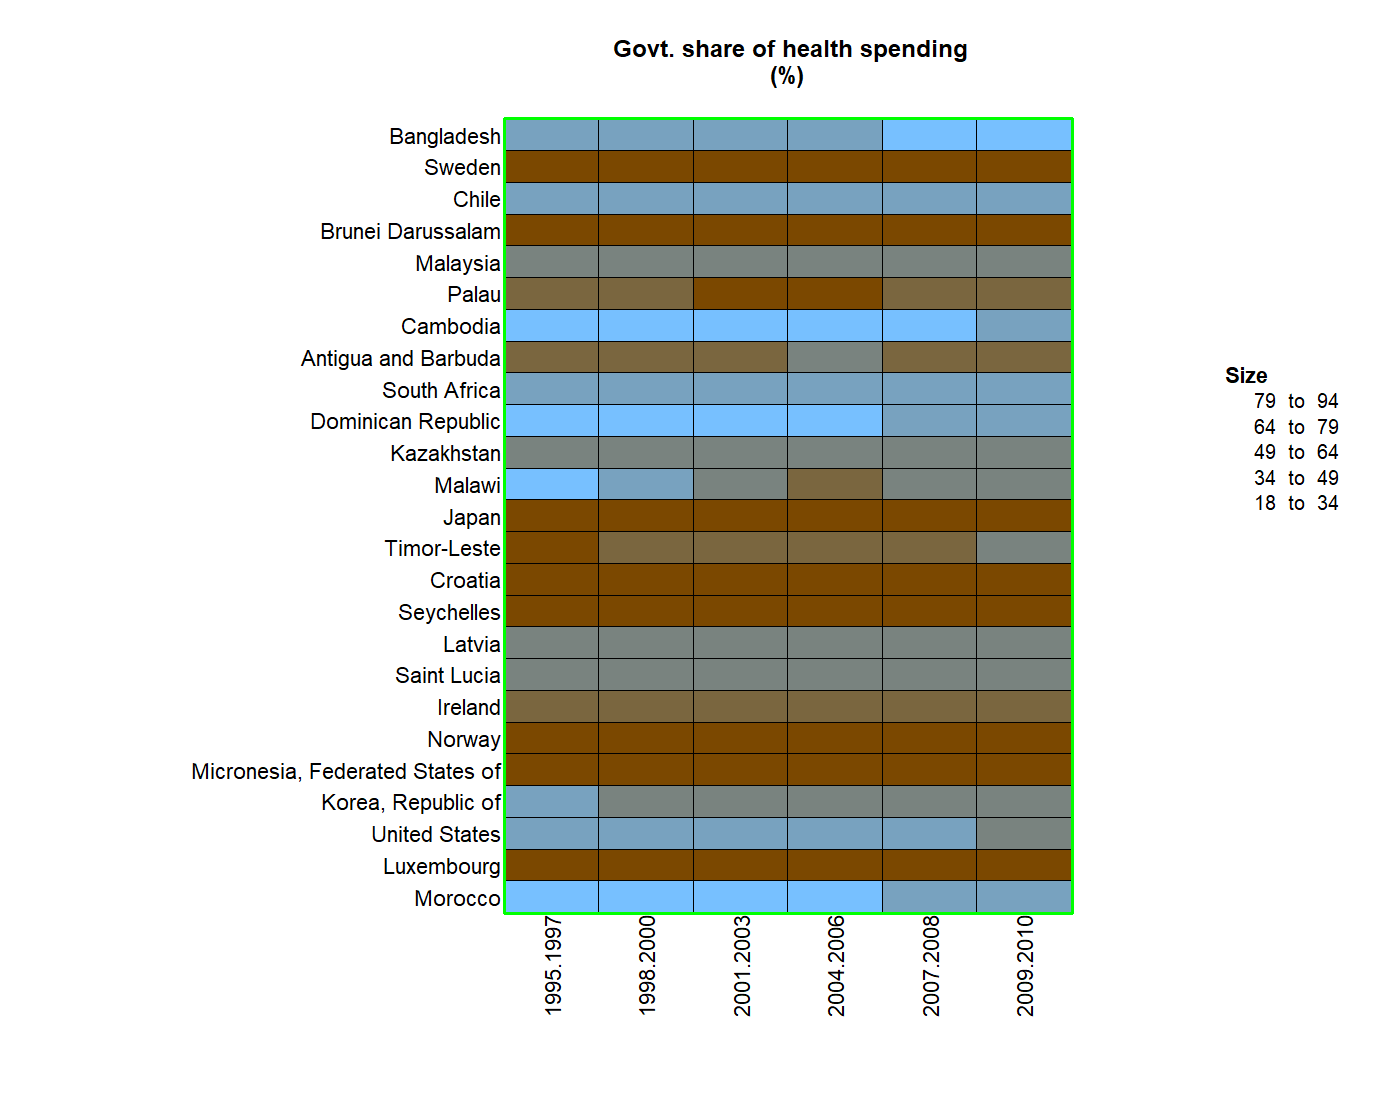 Govt. share of health spending
(%)
Bangladesh
Sweden
Chile
Brunei Darussalam
Malaysia
Palau
Cambodia
Antigua and Barbuda
South Africa
Dominican Republic
Kazakhstan
Malawi
Japan
Timor-Leste
Croatia
Seychelles
Latvia
Saint Lucia
Ireland
Norway
Micronesia, Federated States of
Korea, Republic of
United States
Luxembourg
Morocco
1995.1997
1998.2000
2001.2003
2004.2006
2007.2008
2009.2010
Size
79 to 94
64 to 79
49 to 64
34 to 49
18 to 34